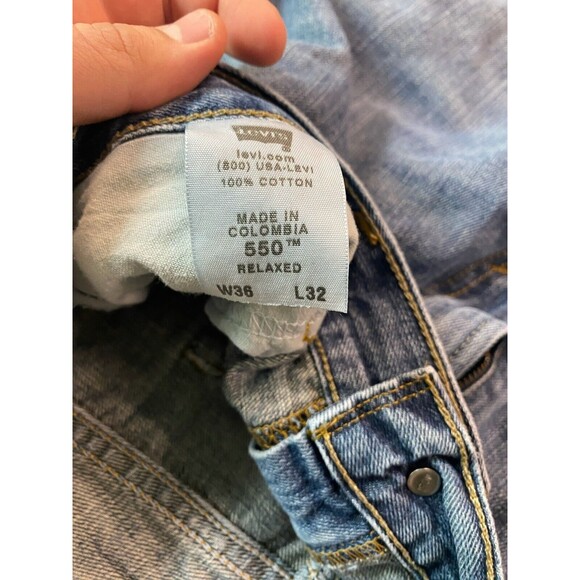 LEVI'S
levi.com
(800) USA-LEVI
100% COTTON
MADE IN
COLOMBIA
550™
RELAXED
W36 L32